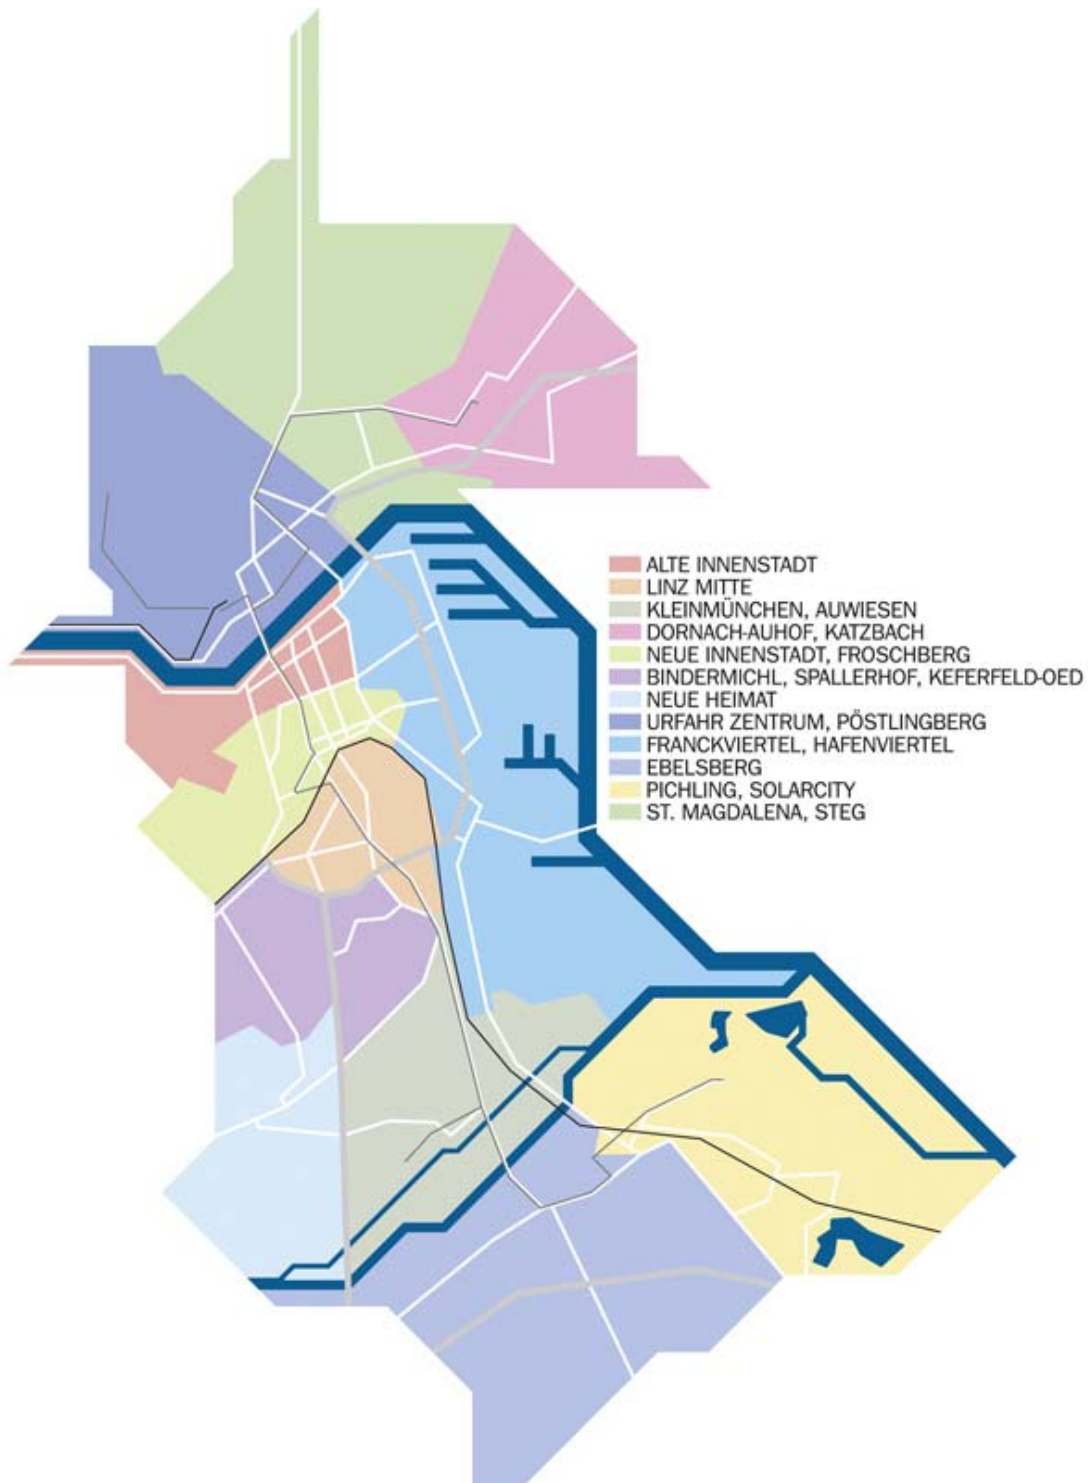 ALTE INNENSTADT
LINZ MITTE
KLEINMÜNCHEN, AUWIESEN
DORNACH-AUHOF, KATZBACH
NEUE INNENSTADT, FROSCHBERG
BINDERMICHL, SPALLERHOF, KEFERFELD-OED
NEUE HEIMAT
URFAHR ZENTRUM, PÖSTLINGBERG
FRANCKVIERTEL, HAFENVIERTEL
EBELSBERG
PICHLING, SOLARCITY
ST. MAGDALENA, STEG